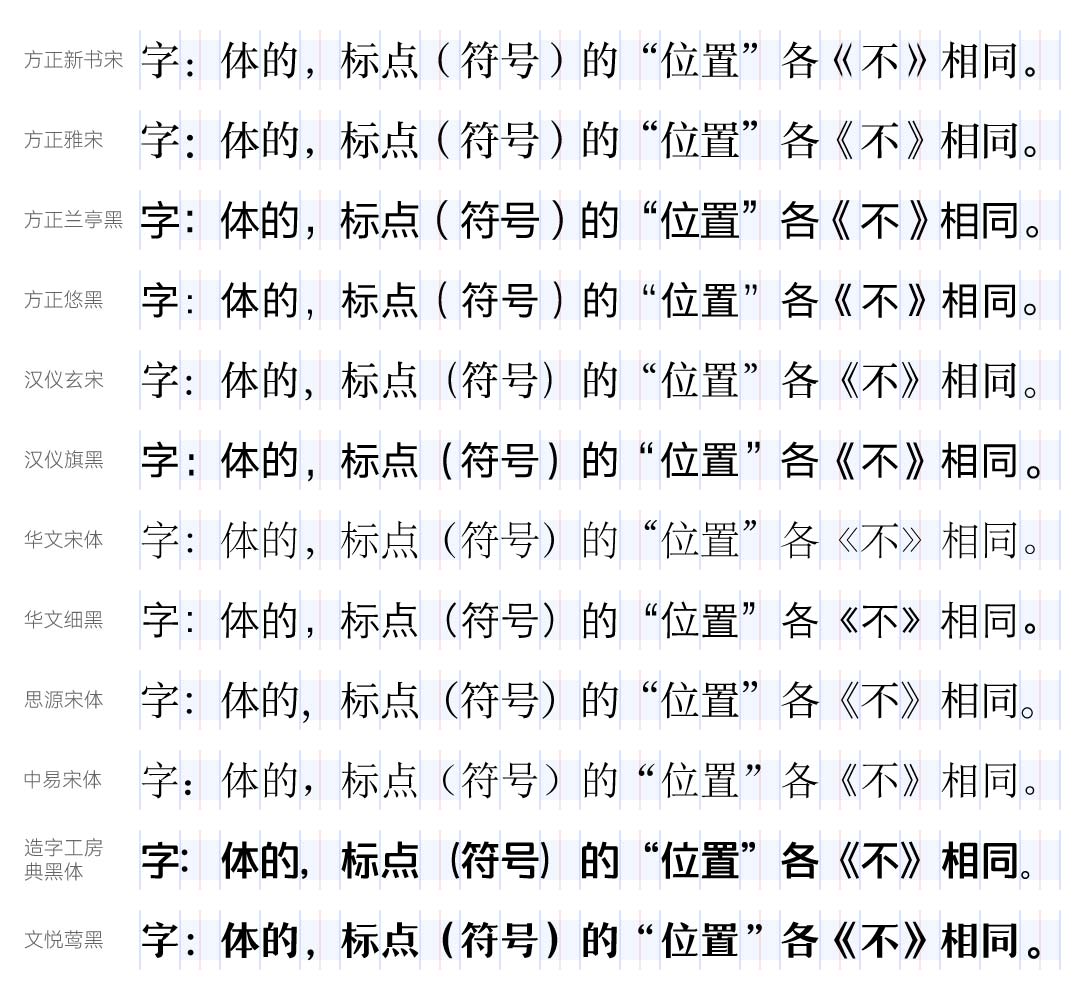 方正新书宋 字：体的，标点（符号）的“位置”各《不》相同。
方正雅宋 字：体的，标点（符号）的“位置”各《不》相同。
方正兰亭黑 字：体的，标点（符号）的“位置”各《不》相同。
方正悠黑 字：体的，标点（符号）的“位置”各《不》相同。
汉仪玄宋 字：体的，标点（符号）的“位置”各《不》相同。
汉仪旗黑 字：体的，标点（符号）的“位置”各《不》相同。
华文宋体 字：体的，标点（符号）的“位置”各《不》相同。
华文细黑 字：体的，标点（符号）的“位置”各《不》相同。
思源宋体 字：体的，标点（符号）的“位置”各《不》相同。
中易宋体 字：体的，标点（符号）的“位置”各《不》相同。
造字工房
典黑体 字：体的，标点（符号）的“位置”各《不》相同。
文悦莺黑 字：体的，标点（符号）的“位置”各《不》相同。